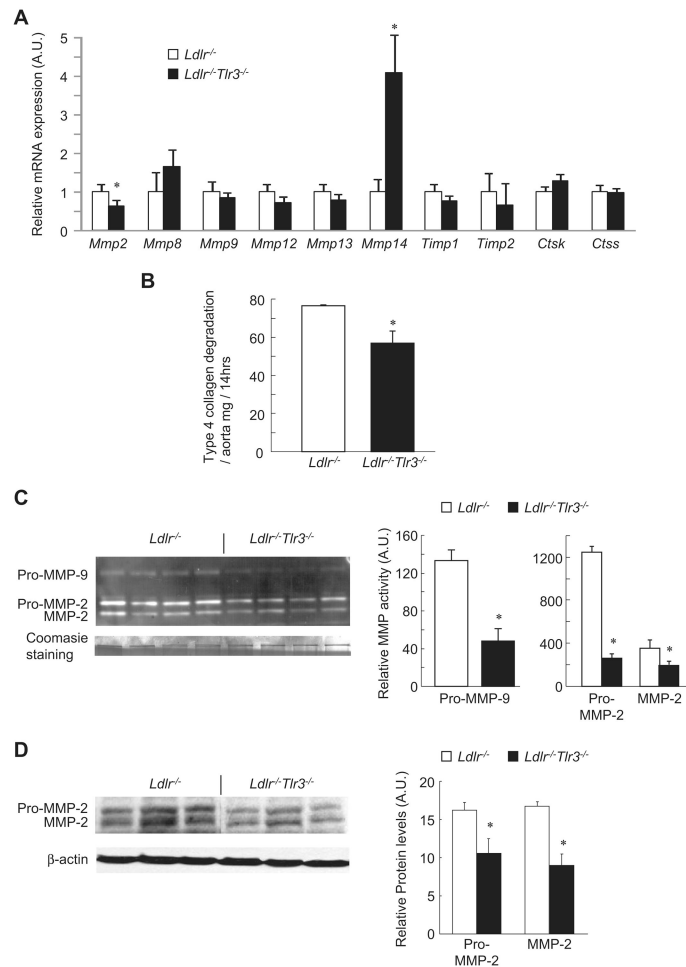 A
Relative mRNA expression (A.U.)
5
4
3
2
1
0
Ldlr-/-
Ldlr-/-Tlr3-/-
*
*
Mmp2 Mmp8 Mmp9 Mmp12 Mmp13 Mmp14 Timp1 Timp2 Ctsk Ctss
B
Type 4 collagen degradation
/ aorta mg / 14hrs
80
60
40
20
0
*
Ldlr-/- Ldlr-/-Tlr3-/-
C
Ldlr-/- Ldlr-/-Tlr3-/-
Pro-MMP-9
Pro-MMP-2
MMP-2
Coomasie
staining
Ldlr-/- Ldlr-/-Tlr3-/-
Relative MMP activity (A.U.)
160
120
80
40
0
*
Pro-MMP-9
1200
800
400
0
* *
Pro-
MMP-2
MMP-2
D
Ldlr-/- Ldlr-/-Tlr3-/-
Pro-MMP-2
MMP-2
β-actin
Ldlr-/- Ldlr-/-Tlr3-/-
Relative Protein levels (A.U.)
20
15
10
5
0
* *
Pro-
MMP-2
MMP-2